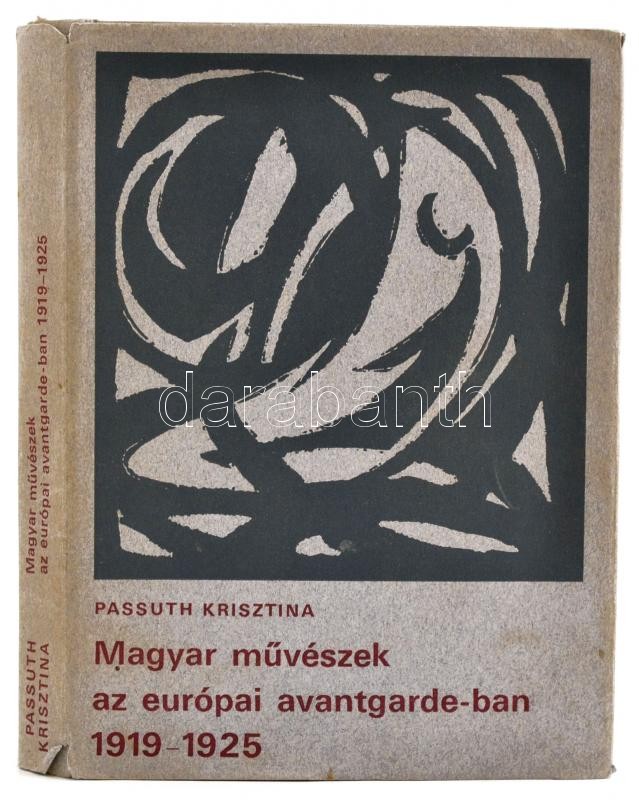 PASSUTH KRISZTINA
Magyar művészek
az európai avantgarde-ban
1919–1925
PASSUTH
KRISZTINA
Magyar művészek
az európai avantgarde-ban 1919–1925
darabanth